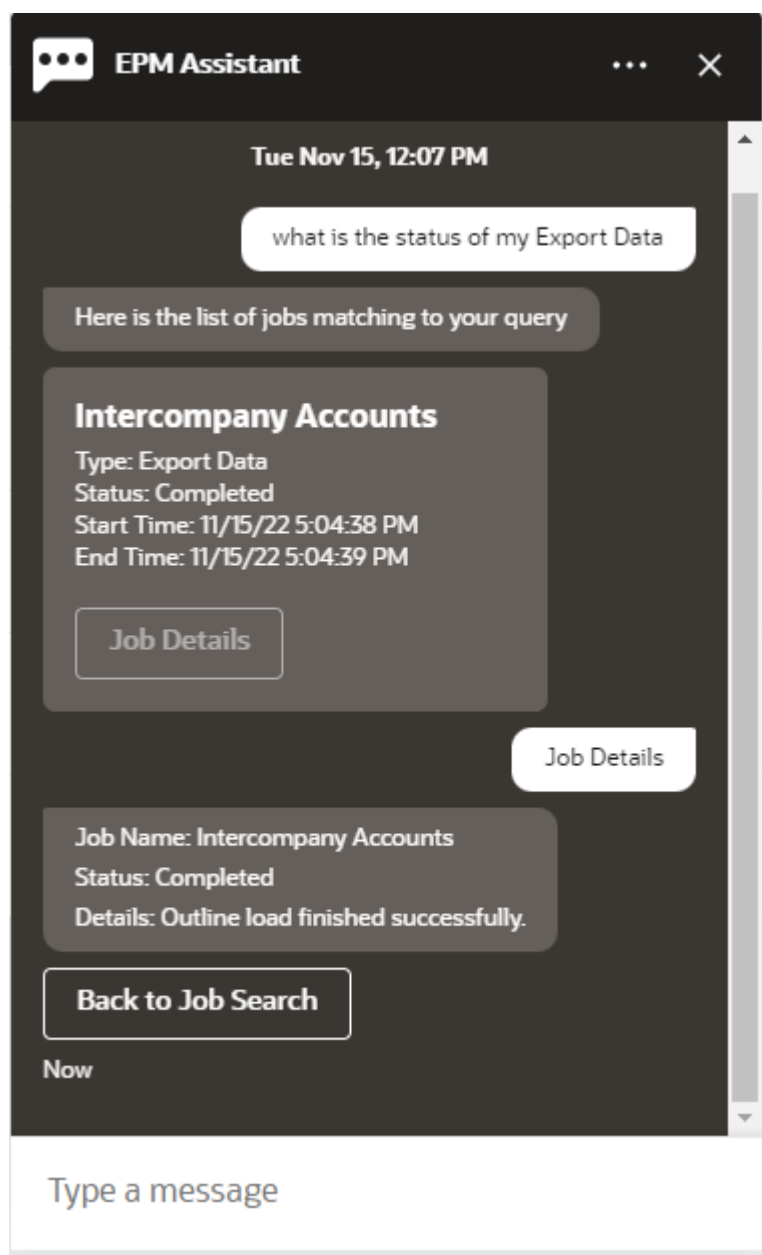 EPM Assistant
Tue Nov 15, 12:07 PM
what is the status of my Export Data
Here is the list of jobs matching to your query
Intercompany Accounts
Type: Export Data
Status: Completed
Start Time: 11/15/22 5:04:38 PM
End Time: 11/15/22 5:04:39 PM
Job Details
Job Details
Job Name: Intercompany Accounts
Status: Completed
Details: Outline load finished successfully.
Back to Job Search
Now
Type a message